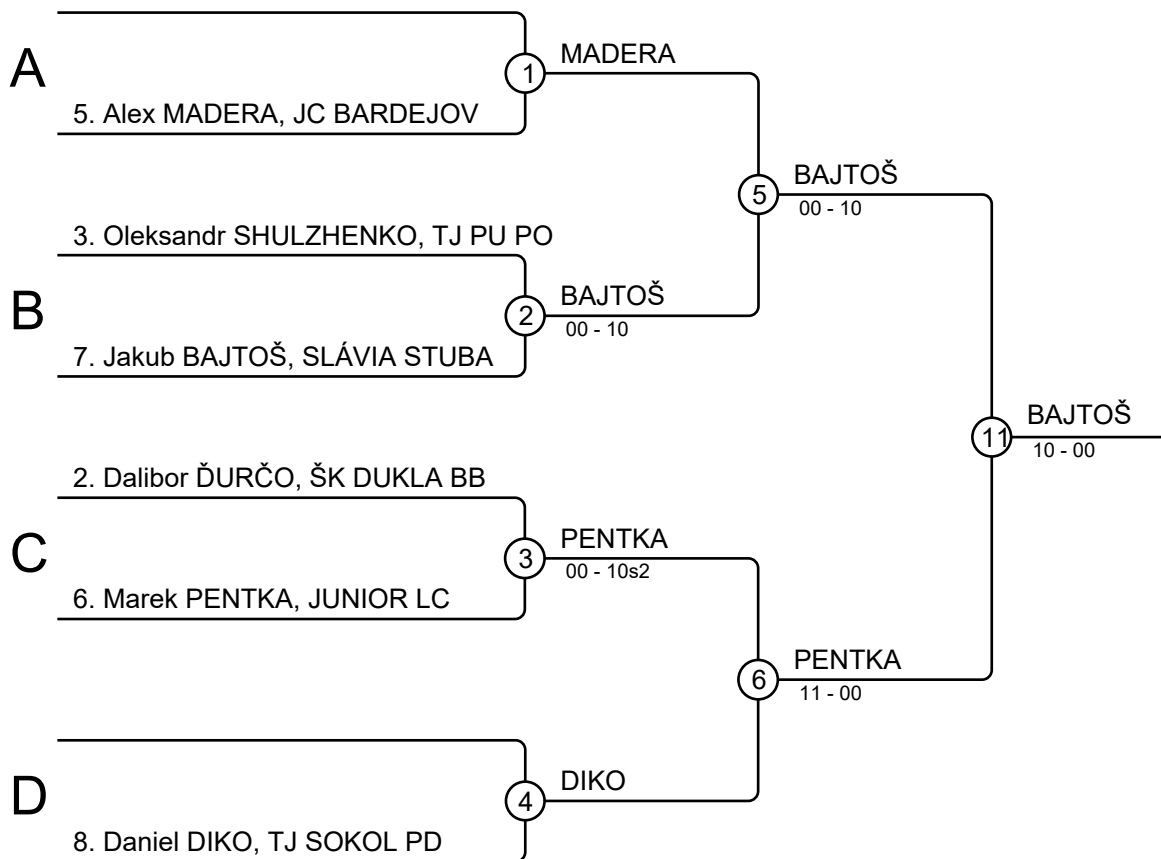 A
1
MADERA
5. Alex MADERA, JC BARDEJOV
5
BAJTOŠ
00 - 10
3. Oleksandr SHULZHENKO, TJ PU PO
B
2
BAJTOŠ
00 - 10
7. Jakub BAJTOŠ, SLÁVIA STUBA
11
BAJTOŠ
10 - 00
2. Dalibor ĎURČO, ŠK DUKLA BB
C
3
PENTKA
00 - 10s2
6. Marek PENTKA, JUNIOR LC
6
PENTKA
11 - 00
D
4
DIKO
8. Daniel DIKO, TJ SOKOL PD